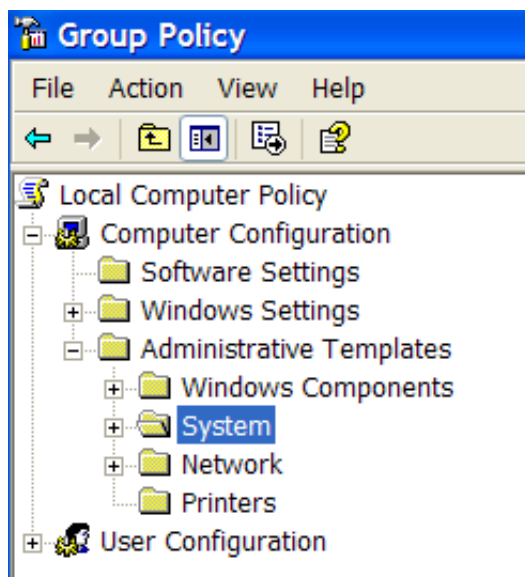 Group Policy
File Action View Help
Local Computer Policy
Computer Configuration
Software Settings
Windows Settings
Administrative Templates
Windows Components
System
Network
Printers
User Configuration